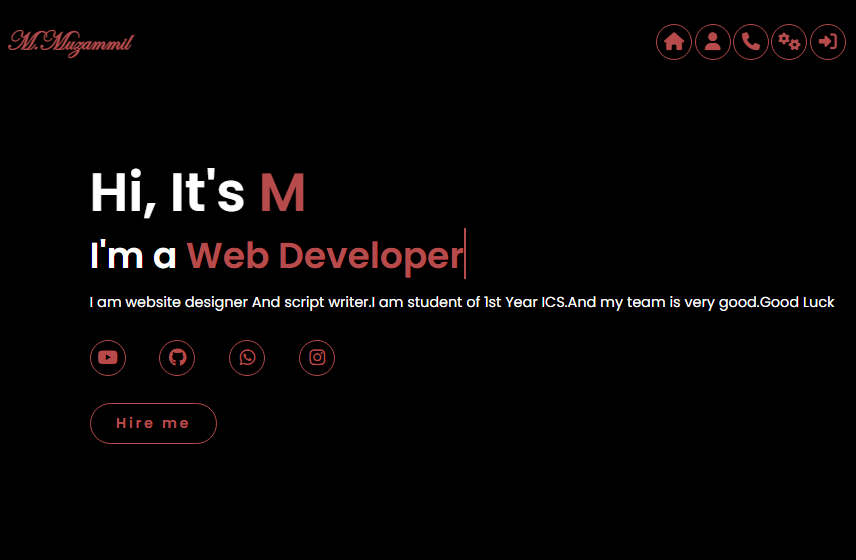 M.Muzammil
Hi, It's M
I'm a Web Developer
I am website designer And script writer.I am student of 1st Year ICS.And my team is very good.Good Luck
Hire me